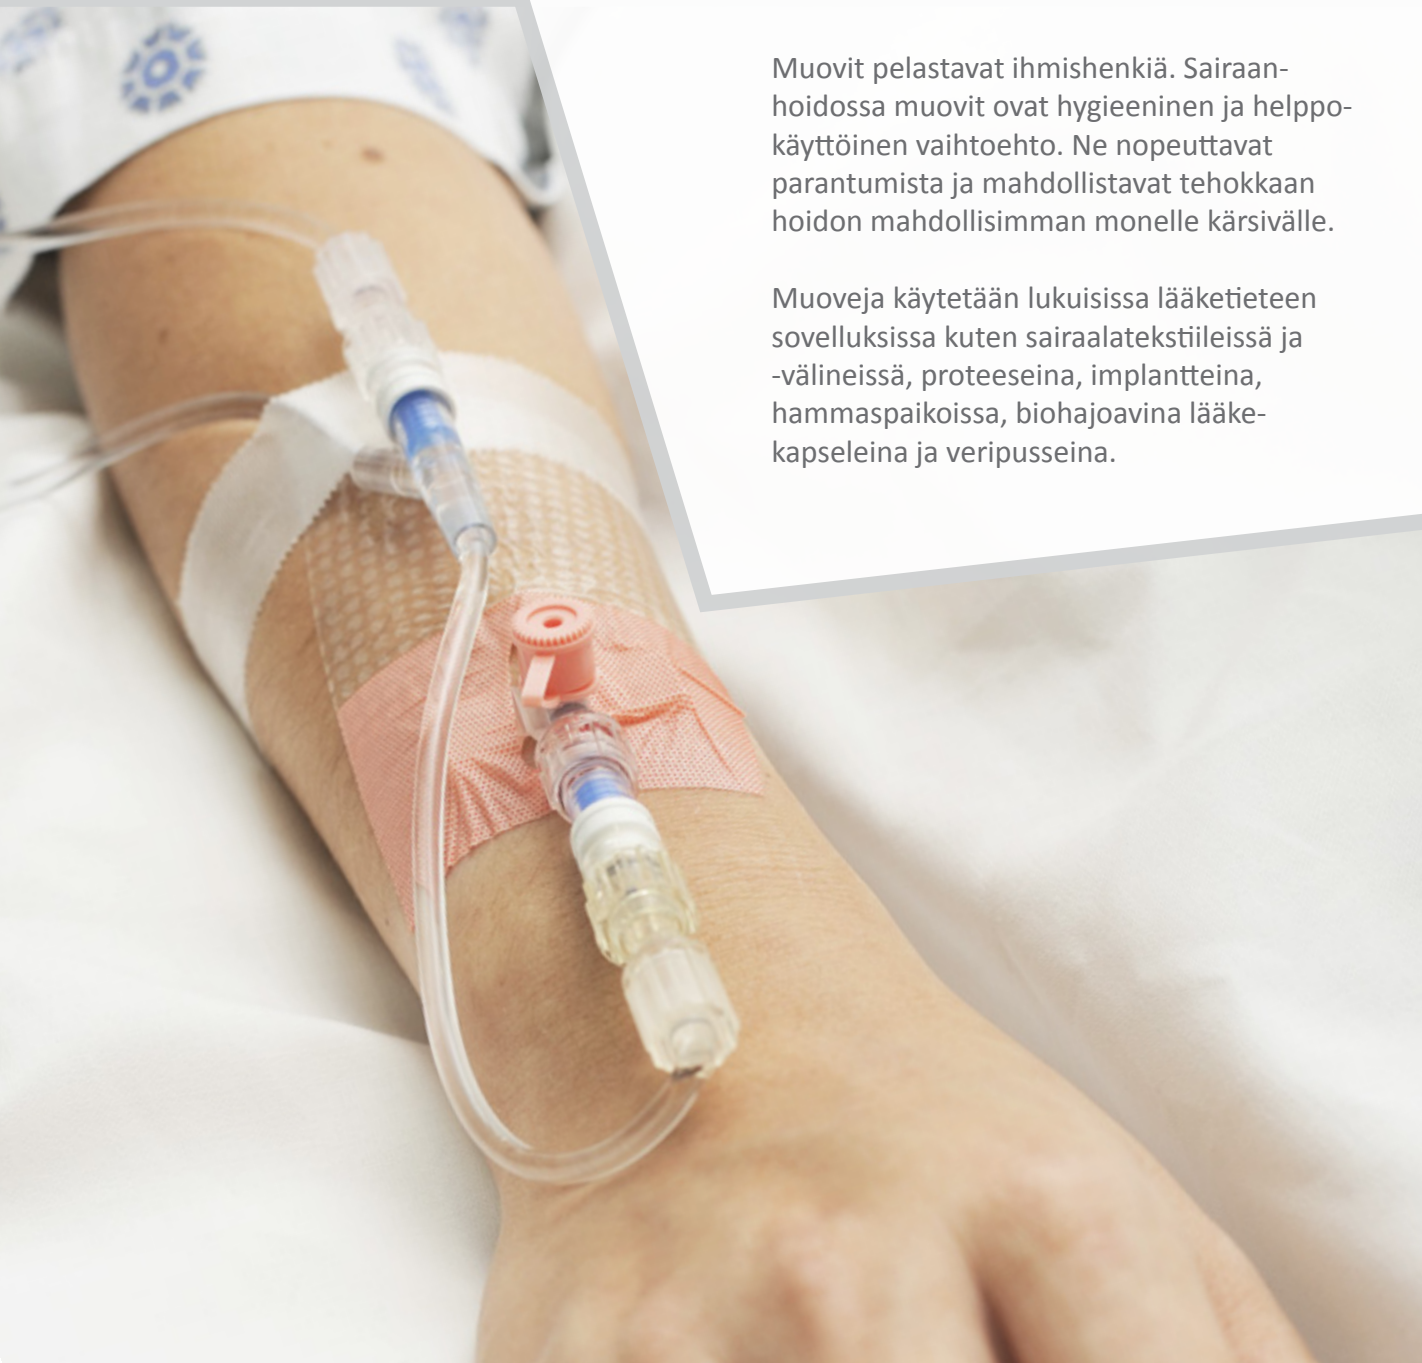 Muovit pelastavat ihmishenkiä. Sairaan-
hoidossa muovit ovat hygieeninen ja helppo-
käyttöinen vaihtoehto. Ne nopeuttavat
parantumista ja mahdollistavat tehokkaan
hoidon mahdollisimman monelle kärsivälle.
Muoveja käytetään lukuisissa lääketieteen
sovelluksissa kuten sairaalatekstiileissä ja
-välineissä, proteeseina, implantteina,
hammaspaikoissa, biohajoavina lääke-
kapseleina ja veripusseina.